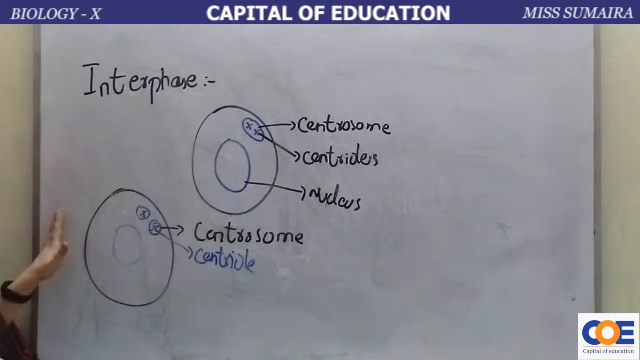 BIOLOGY - X
CAPITAL OF EDUCATION
MISS SUMAIRA
Interphase:-
Centrosome
centrioles
nucleus
Centrosome
Centriole
COE
Capital of education